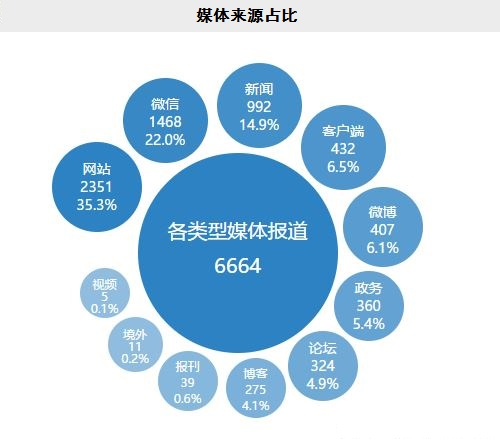 媒体来源占比
新闻
992
14.9%
客户端
432
6.5%
微博
407
6.1%
政务
360
5.4%
论坛
324
4.9%
博客
275
4.1%
报刊
39
0.6%
境外
11
0.2%
视频
5
0.1%
网站
2351
35.3%
微信
1468
22.0%
各类型媒体报道
6664